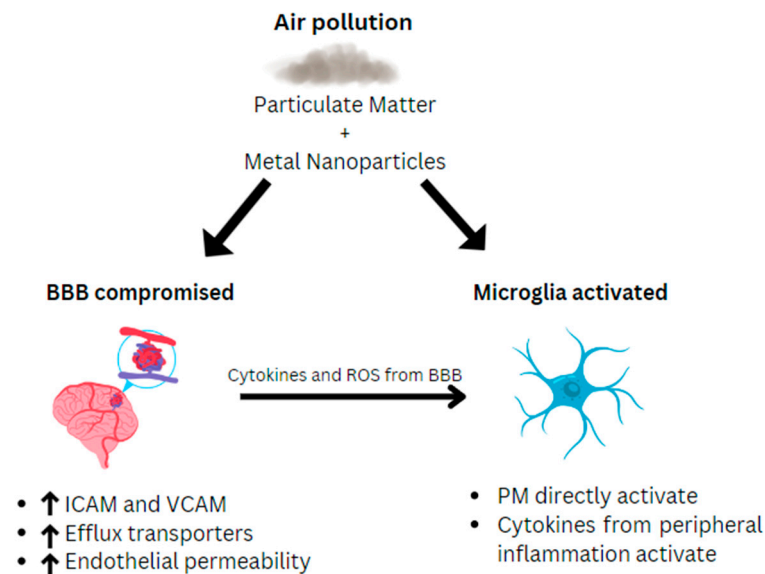 Air pollution
Particulate Matter
+
Metal Nanoparticles
BBB compromised
Microglia activated
Cytokines and ROS from BBB
• ↑ ICAM and VCAM
• ↑ Efflux transporters
• ↑ Endothelial permeability
• PM directly activate
• Cytokines from peripheral
inflammation activate